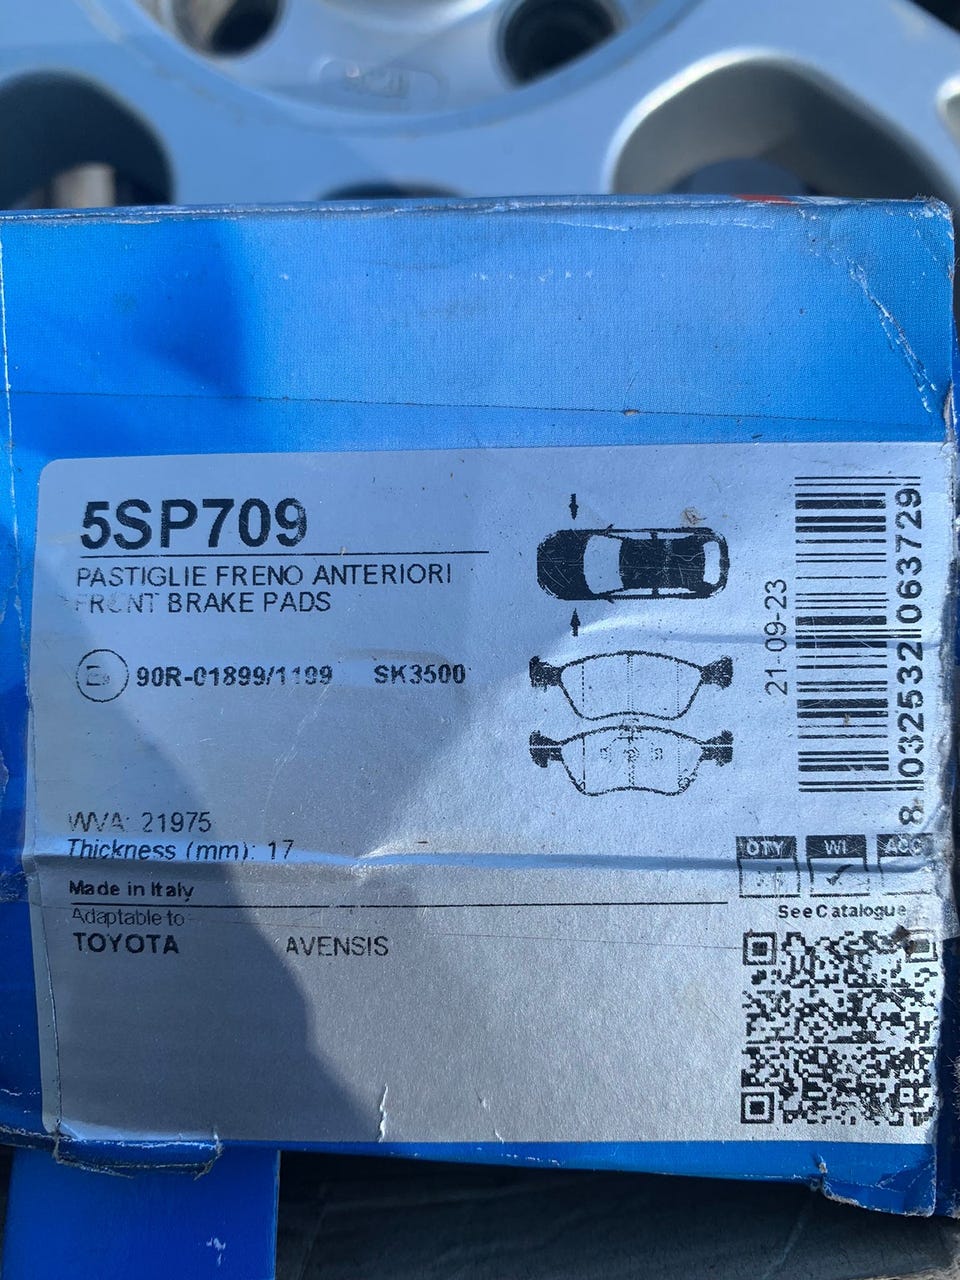 5SP709
PASTIGLIE FRENO ANTERIORI
FRONT BRAKE PADS
90R-01899/1199 SK3500
WVA: 21975
Thickness (mm): 17
Made in Italy
Adaptable to
TOYOTA AVENSIS
21-09-23
8 032532 063729
QTY WI ACC
See Catalogue